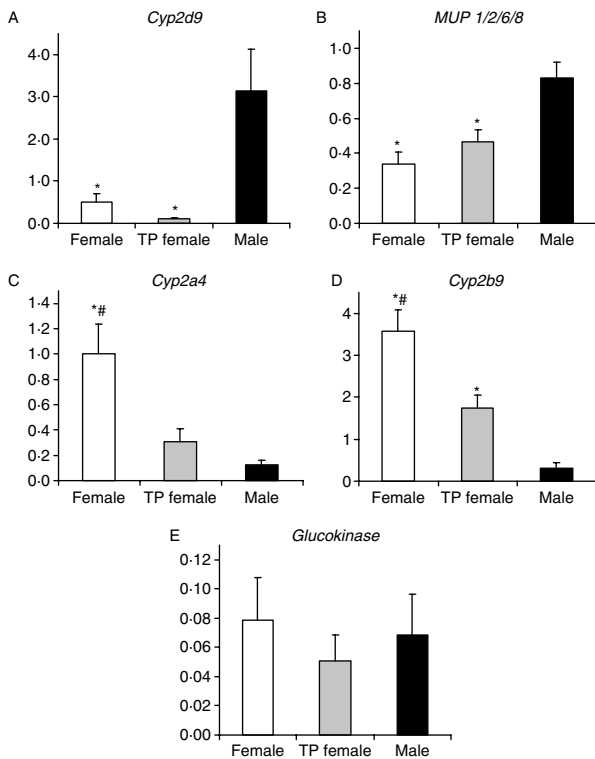 A
Cyp2d9
4·0
3·0
2·0
1·0
0·0
*
*
Female TP female Male
B
MUP 1/2/6/8
1·0
0·8
0·6
0·4
0·2
0·0
*
*
Female TP female Male
C
Cyp2a4
1·4
1·2
1·0
0·8
0·6
0·4
0·2
0·0
*#
Female TP female Male
D
Cyp2b9
4
3
2
1
0
*#
*
Female TP female Male
E
Glucokinase
0·12
0·10
0·08
0·06
0·04
0·02
0·00
Female TP female Male